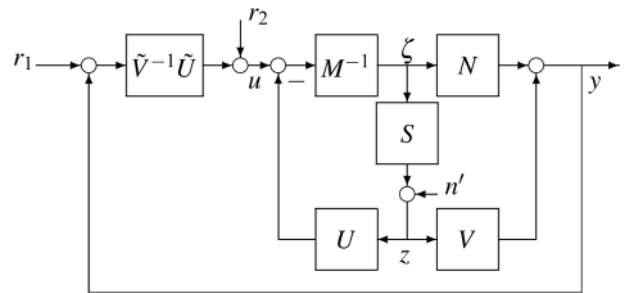 r₂
r₁ Ṽ⁻¹Ũ u − M⁻¹ ζ N y
S
n′
U z V